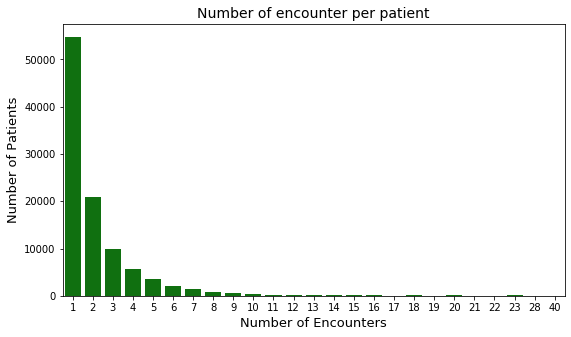 Number of encounter per patient
Number of Patients
50000
40000
30000
20000
10000
0
1 2 3 4 5 6 7 8 9 10 11 12 13 14 15 16 17 18 19 20 21 22 23 28 40
Number of Encounters